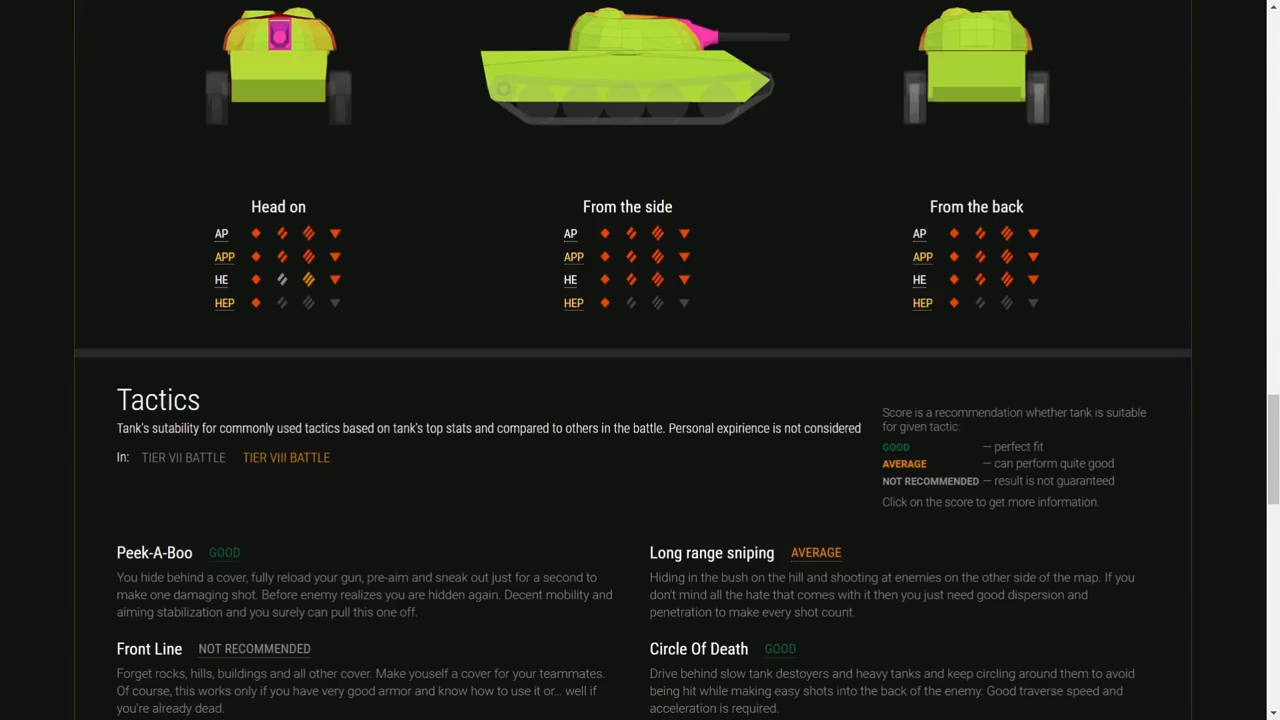 Head on
From the side
From the back
AP
AP
AP
APP
APP
APP
HE
HE
HE
HEP
HEP
HEP
Tactics
Tank's sutability for commonly used tactics based on tank's top stats and compared to others in the battle. Personal expirience is not considered
In: TIER VII BATTLE TIER VIII BATTLE
Score is a recommendation whether tank is suitable
for given tactic:
GOOD — perfect fit
AVERAGE — can perform quite good
NOT RECOMMENDED — result is not guaranteed
Click on the score to get more information.
Peek-A-Boo GOOD
You hide behind a cover, fully reload your gun, pre-aim and sneak out just for a second to
make one damaging shot. Before enemy realizes you are hidden again. Decent mobility and
aiming stabilization and you surely can pull this one off.
Long range sniping AVERAGE
Hiding in the bush on the hill and shooting at enemies on the other side of the map. If you
don't mind all the hate that comes with it then you just need good dispersion and
penetration to make every shot count.
Front Line NOT RECOMMENDED
Forget rocks, hills, buildings and all other cover. Make youself a cover for your teammates.
Of course, this works only if you have very good armor and know how to use it or... well if
you're already dead.
Circle Of Death GOOD
Drive behind slow tank destoyers and heavy tanks and keep circling around them to avoid
being hit while making easy shots into the back of the enemy. Good traverse speed and
acceleration is required.